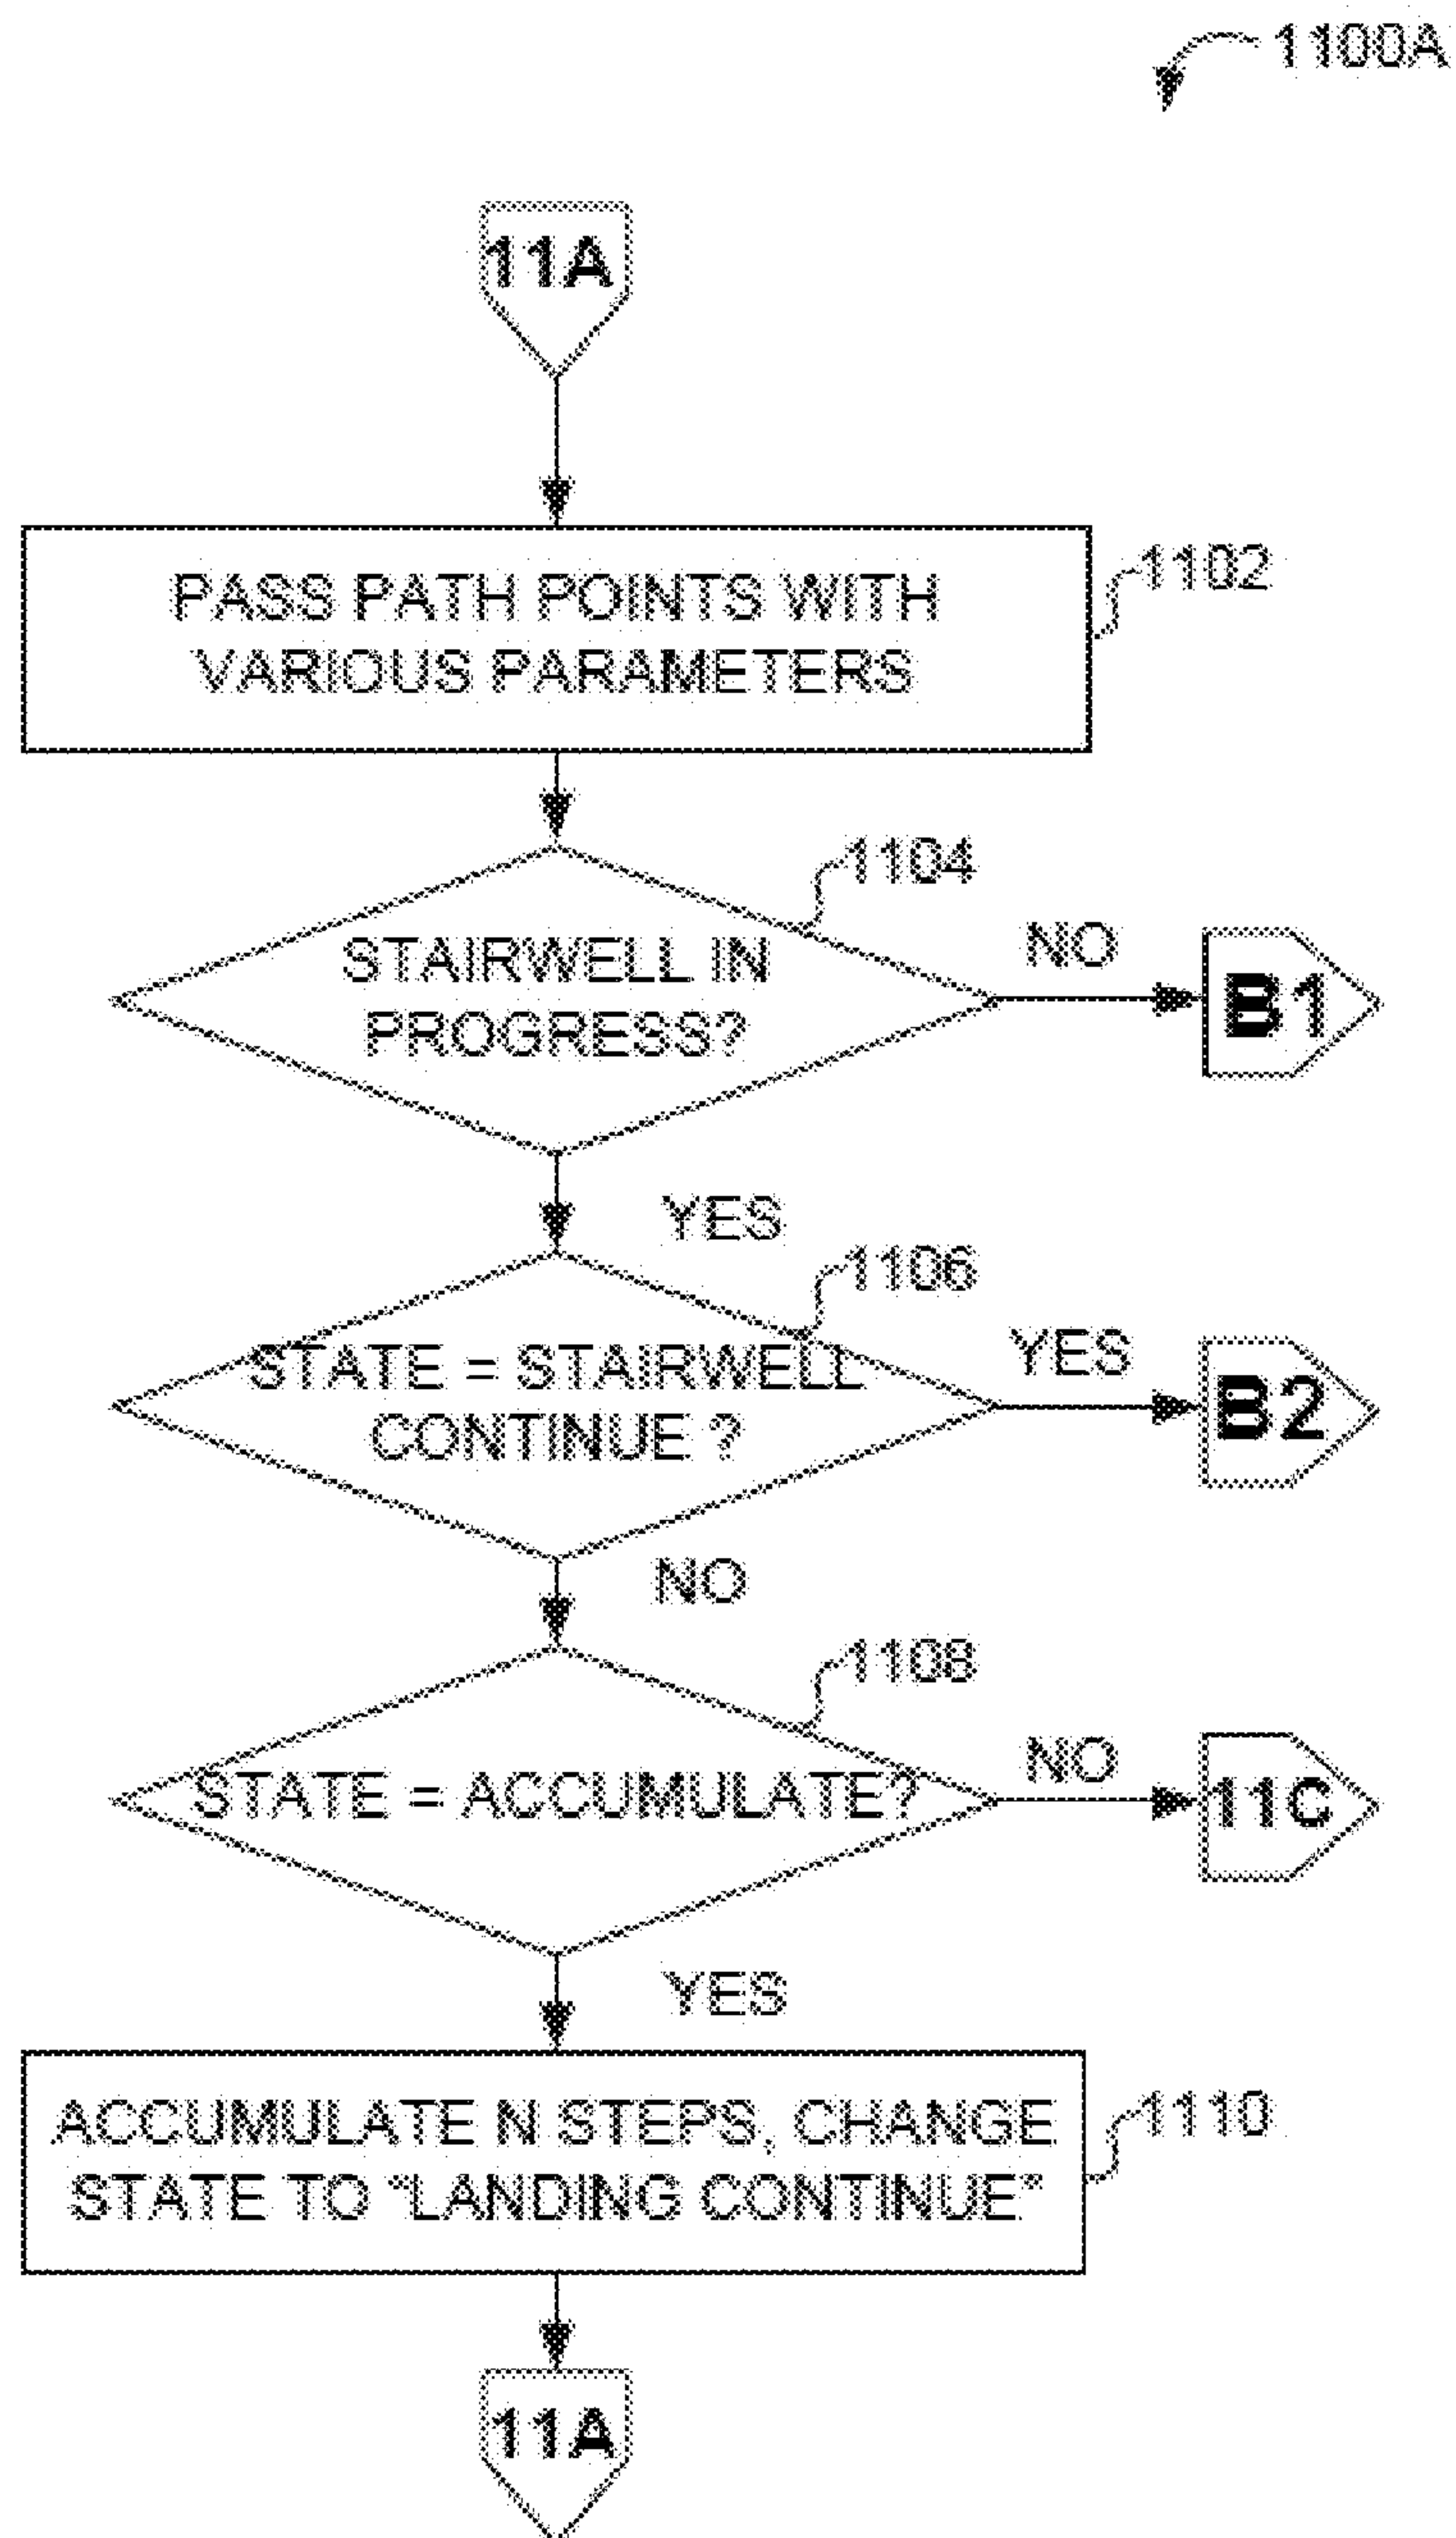 1100A
11A
PASS PATH POINTS WITH
VARIOUS PARAMETERS
1102
1104
STAIRWELL IN
PROGRESS?
NO
B1
YES
1106
STATE = STAIRWELL
CONTINUE ?
YES
B2
NO
1108
STATE = ACCUMULATE?
NO
11C
YES
ACCUMULATE N STEPS, CHANGE
STATE TO “LANDING CONTINUE”
1110
11A